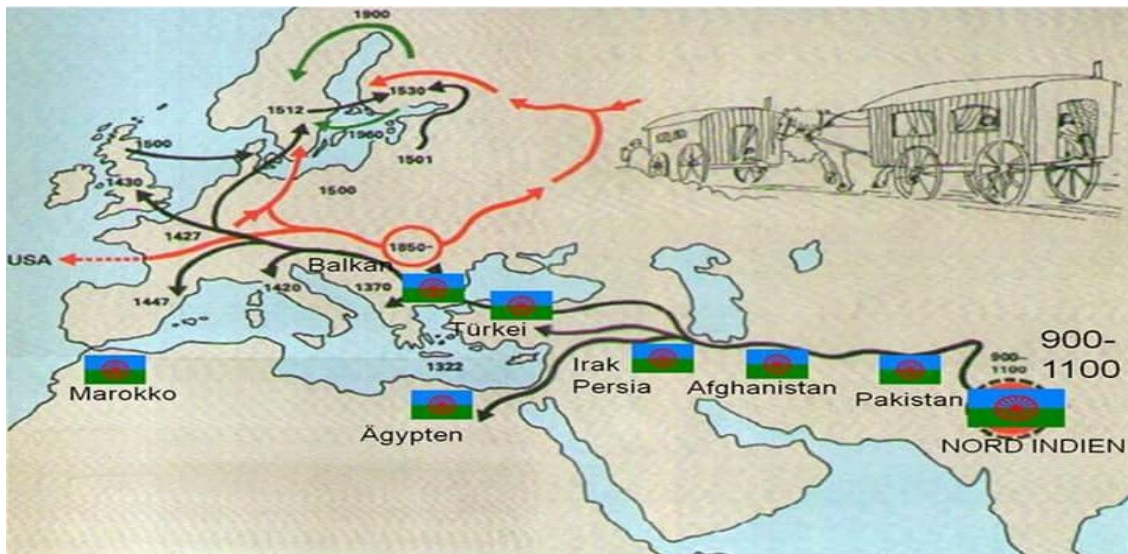 1900
1530
1512
1960
1500
1501
1430
1500
1427
1850-
USA
Balkan
1447
1420
1370
Türkei
1322
Irak
Persia
Afghanistan
Pakistan
900-
1100
900-
1100
Marokko
Ägypten
NORD INDIEN